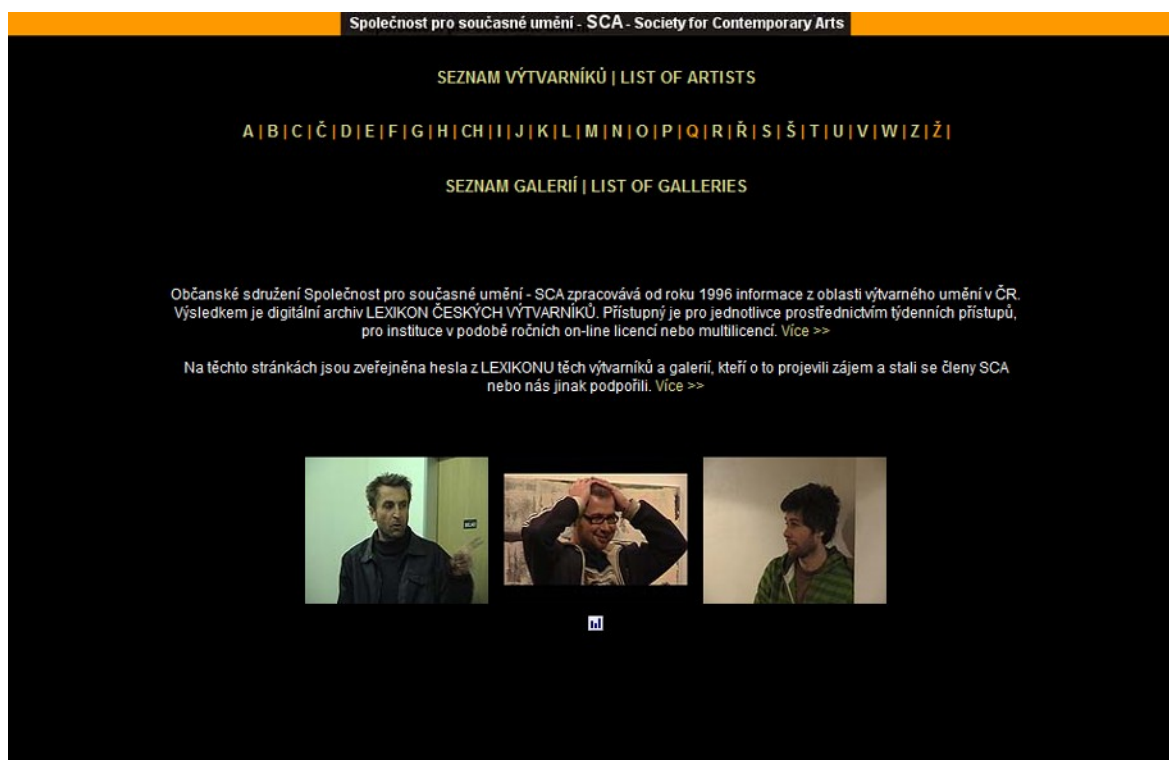 Společnost pro současné umění - SCA - Society for Contemporary Arts
SEZNAM VÝTVARNÍKŮ | LIST OF ARTISTS
A | B | C | Č | D | E | F | G | H | CH | I | J | K | L | M | N | O | P | Q | R | Ř | S | Š | T | U | V | W | Z | Ž |
SEZNAM GALERIÍ | LIST OF GALLERIES
Občanské sdružení Společnost pro současné umění - SCA zpracovává od roku 1996 informace z oblasti výtvarného umění v ČR.
Výsledkem je digitální archiv LEXIKON ČESKÝCH VÝTVARNÍKŮ. Přístupný je pro jednotlivce prostřednictvím týdenních přístupů,
pro instituce v podobě ročních on-line licencí nebo multilicencí. Více >>
Na těchto stránkách jsou zveřejněna hesla z LEXIKONU těch výtvarníků a galerií, kteří o to projevili zájem a stali se členy SCA
nebo nás jinak podpořili. Více >>